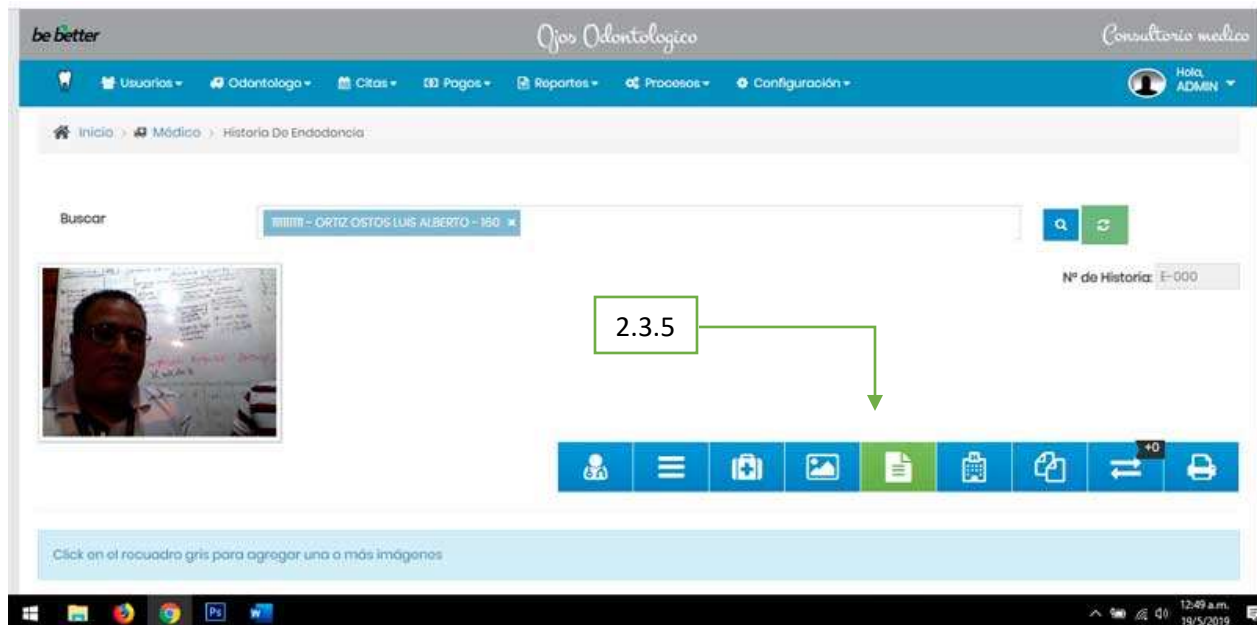 be better
Ojos Odontologico
Consultorio medico
Usuarios
Odontologo
Citas
Pagos
Reportes
Procesos
Configuración
Hola,
ADMIN
Inicio > Médico > Historia De Endodoncia
Buscar
- ORTIZ OSTOS LUIS ALBERTO - 160 ×
Nº de Historia: E-000
2.3.5
+0
Click en el recuadro gris para agregar una o más imágenes
Ps
12:49 a.m.
19/5/2019